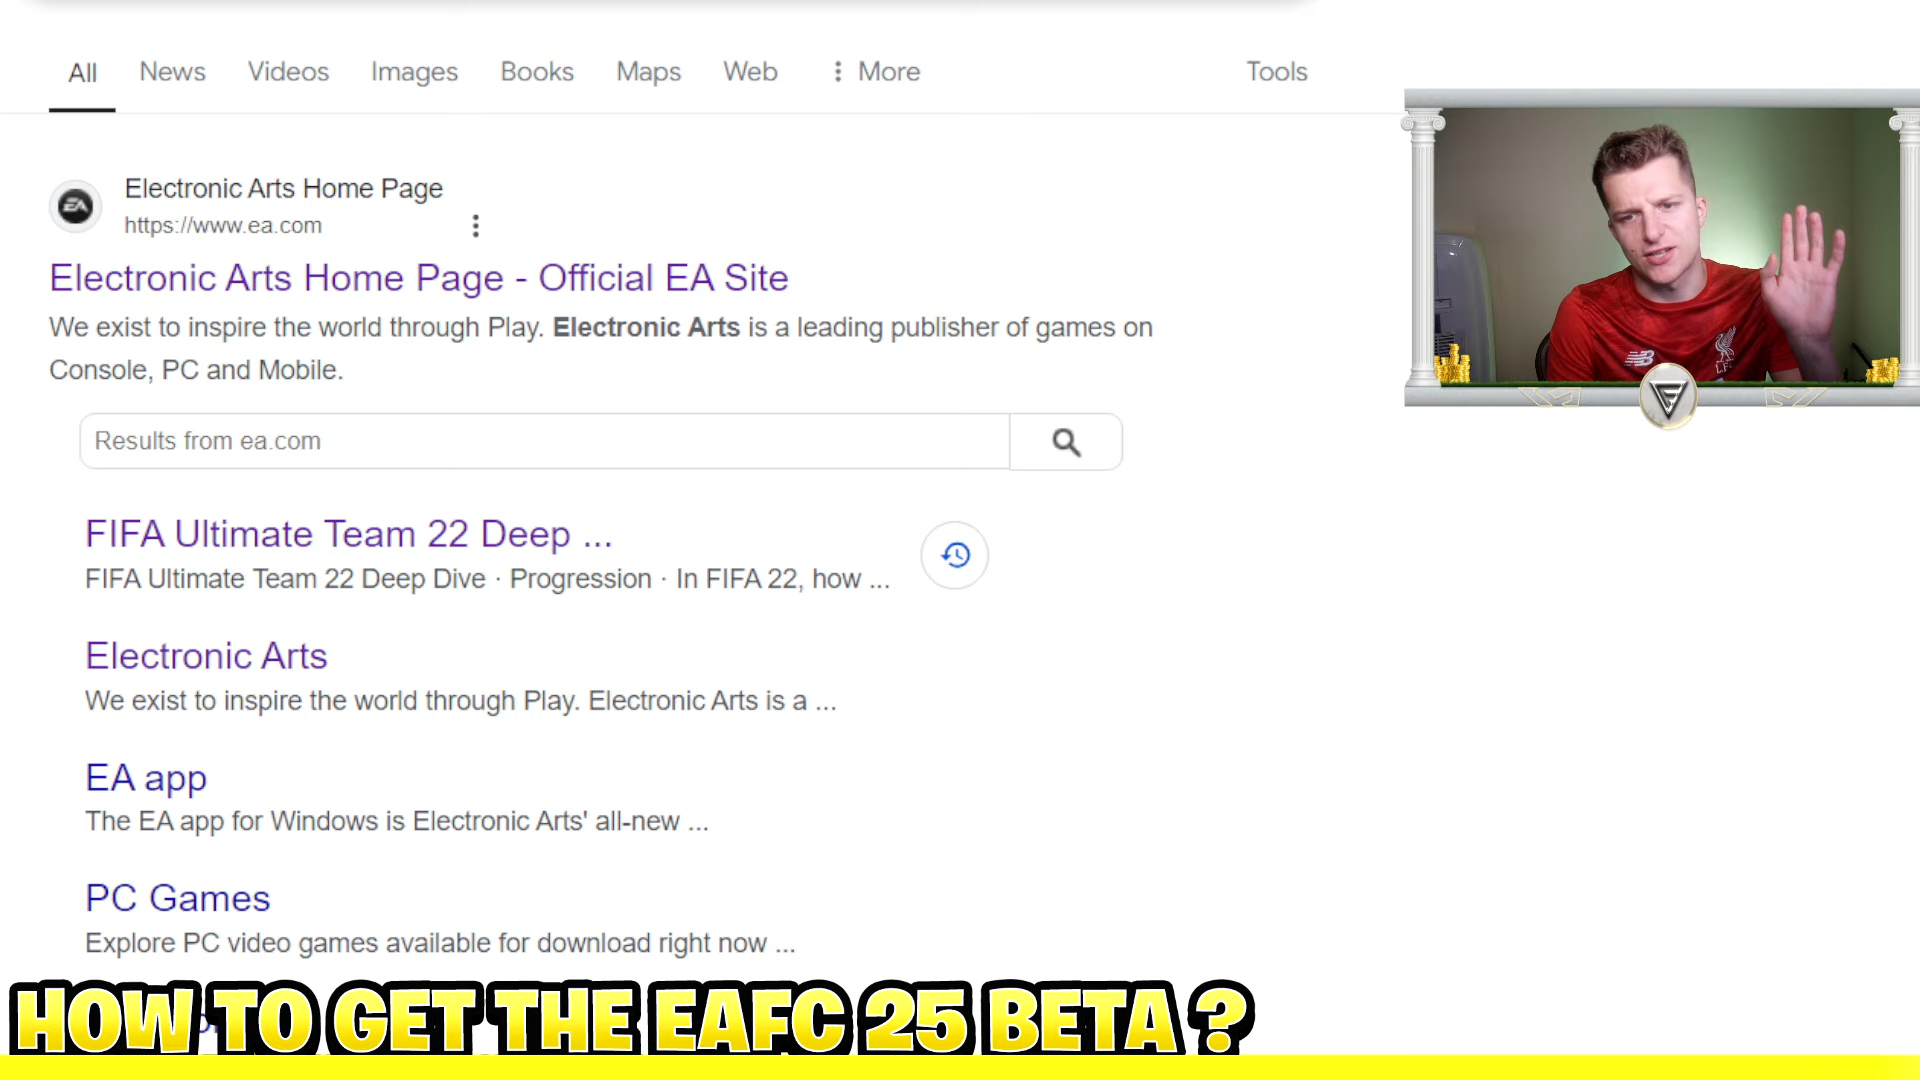 All News Videos Images Books Maps Web More Tools
Electronic Arts Home Page
https://www.ea.com
Electronic Arts Home Page - Official EA Site
We exist to inspire the world through Play. Electronic Arts is a leading publisher of games on
Console, PC and Mobile.
Results from ea.com
FIFA Ultimate Team 22 Deep ...
FIFA Ultimate Team 22 Deep Dive · Progression · In FIFA 22, how ...
Electronic Arts
We exist to inspire the world through Play. Electronic Arts is a ...
EA app
The EA app for Windows is Electronic Arts' all-new ...
PC Games
Explore PC video games available for download right now ...
HOW TO GET THE EAFC 25 BETA ?